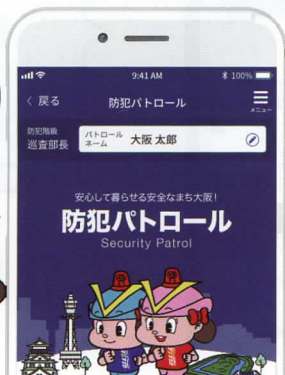 9:41 AM
100%
戻る
防犯パトロール
メニュー
防犯階級
巡査部長
パトロール
ネーム
大阪 太郎
安心して暮らせる安全なまち大阪!
防犯パトロール
Security Patrol